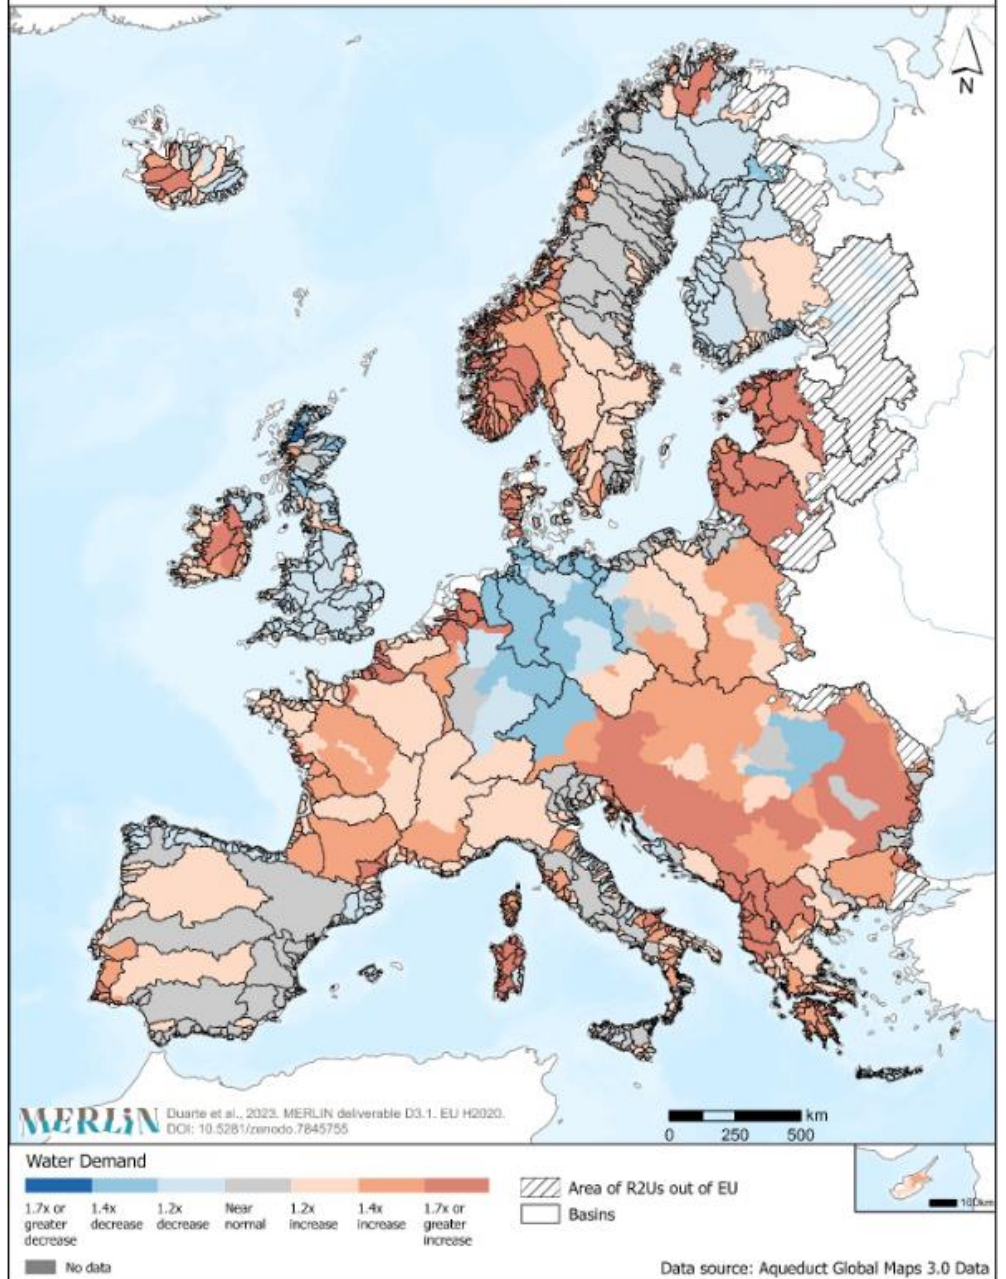 N
MERLIN
Duarte et al., 2023. MERLIN deliverable D3.1. EU H2020.
DOI: 10.5281/zenodo.7845755
km
0 250 500
Water Demand
1.7x or greater decrease
1.4x decrease
1.2x decrease
Near normal
1.2x increase
1.4x increase
1.7x or greater increase
No data
Area of R2Us out of EU
Basins
100km
Data source: Aqueduct Global Maps 3.0 Data